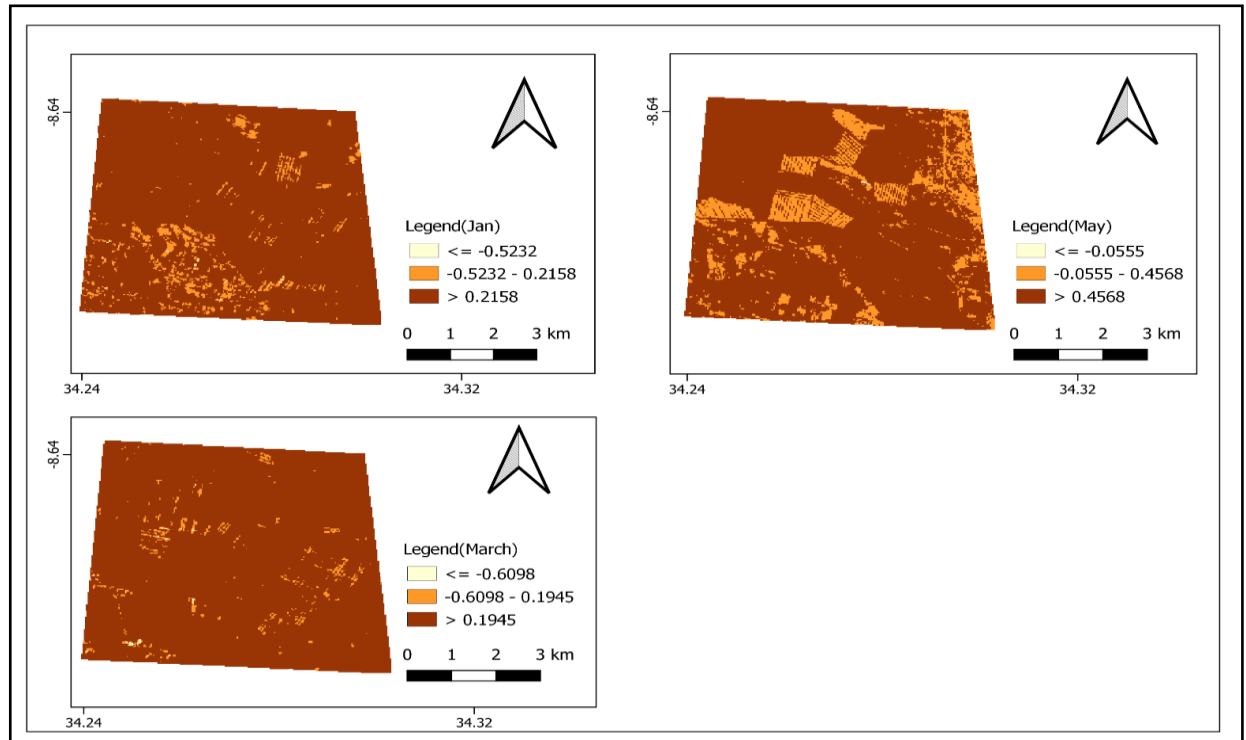 -8.64
Legend(Jan)
<= -0.5232
-0.5232 - 0.2158
> 0.2158
0 1 2 3 km
34.24 34.32
-8.64
Legend(May)
<= -0.0555
-0.0555 - 0.4568
> 0.4568
0 1 2 3 km
34.24 34.32
-8.64
Legend(March)
<= -0.6098
-0.6098 - 0.1945
> 0.1945
0 1 2 3 km
34.24 34.32